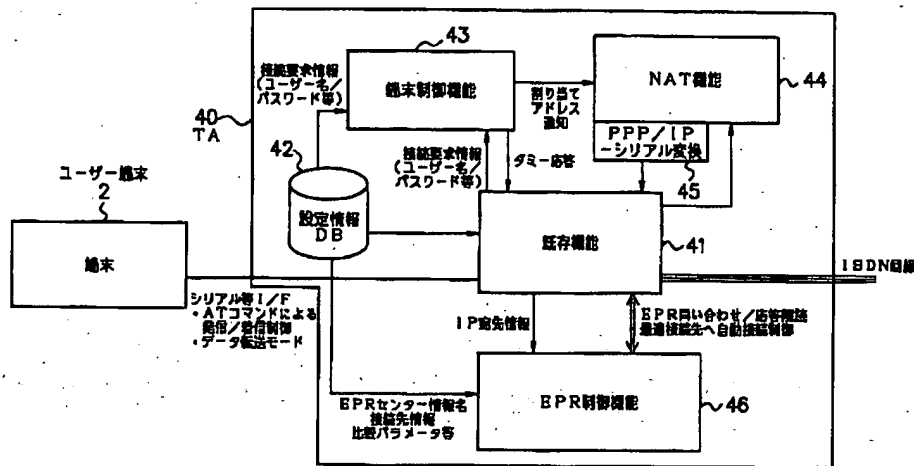 43
接続要求情報
(ユーザー名/
パスワード等)
端末制御機能
割り当て
アドレス
通知
NAT機能
44
40
TA
PPP/IP
-シリアル変換
45
42
接続要求情報
(ユーザー名/
パスワード等)
ダミー応答
ユーザー端末
2
設定情報
DB
既存機能
41
端末
ISDN回線
シリアル等I/F
・ATコマンドによる
発信/着信制御
・データ転送モード
IP宛先情報
EPR問い合わせ/応答確認
最適接続先へ自動接続制御
EPRセンター情報名
接続先情報
比較パラメータ等
EPR制御機能
46